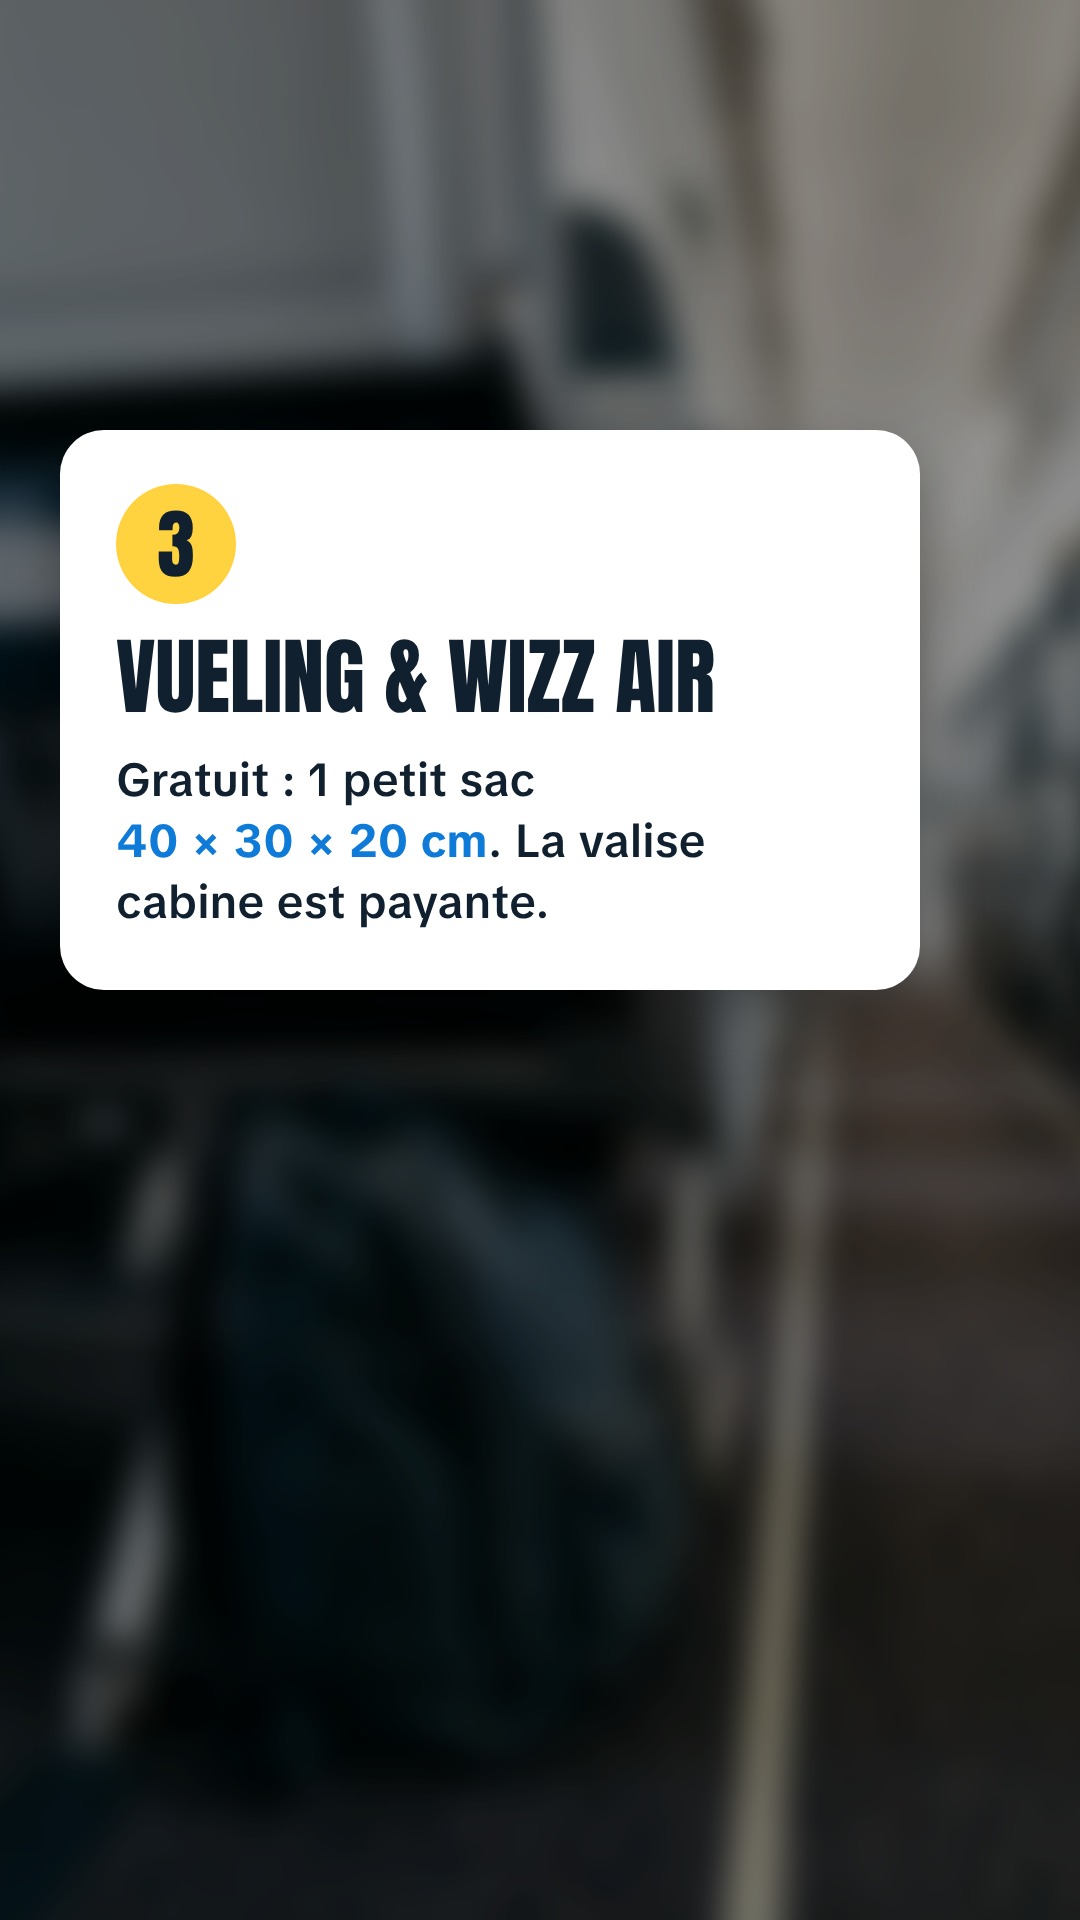 3
VUELING & WIZZ AIR
Gratuit : 1 petit sac
40 × 30 × 20 cm. La valise
cabine est payante.